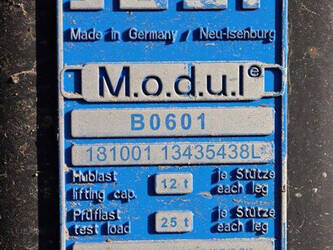 Made in Germany / Neu-Isenburg
M.o.d.u.l e
B0601
131001 13435438L
Hublast lifting cap. 12 t je Stütze each leg
Prüflast test load 25 t je Stütze each leg